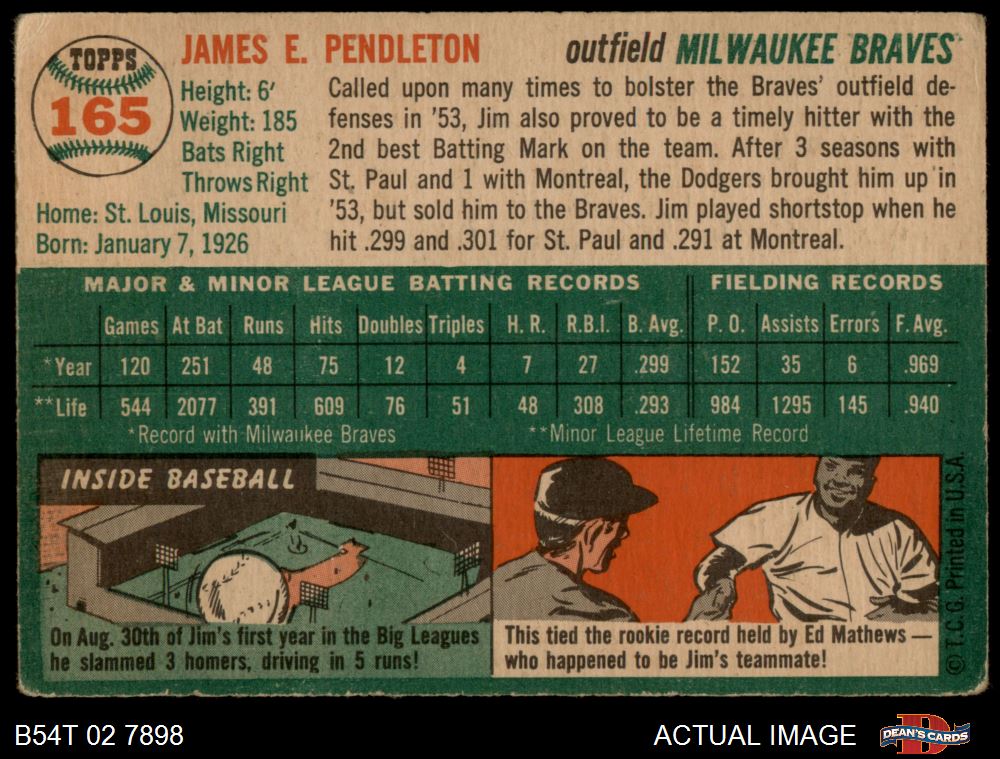 TOPPS
165
JAMES E. PENDLETON
outfield MILWAUKEE BRAVES
Height: 6'
Weight: 185
Bats Right
Throws Right
Home: St. Louis, Missouri
Born: January 7, 1926
Called upon many times to bolster the Braves' outfield de-
fenses in '53, Jim also proved to be a timely hitter with the
2nd best Batting Mark on the team. After 3 seasons with
St. Paul and 1 with Montreal, the Dodgers brought him up in
'53, but sold him to the Braves. Jim played shortstop when he
hit .299 and .301 for St. Paul and .291 at Montreal.
MAJOR & MINOR LEAGUE BATTING RECORDS FIELDING RECORDS
Games At Bat Runs Hits Doubles Triples H. R. R.B.I. B. Avg. P. O. Assists Errors F. Avg.
*Year 120 251 48 75 12 4 7 27 .299 152 35 6 .969
**Life 544 2077 391 609 76 51 48 308 .293 984 1295 145 .940
*Record with Milwaukee Braves **Minor League Lifetime Record
INSIDE BASEBALL
On Aug. 30th of Jim's first year in the Big Leagues
he slammed 3 homers, driving in 5 runs!
This tied the rookie record held by Ed Mathews —
who happened to be Jim's teammate!
© T.C.G. Printed in U.S.A.
B54T 02 7898
ACTUAL IMAGE
D
DEAN'S CARDS